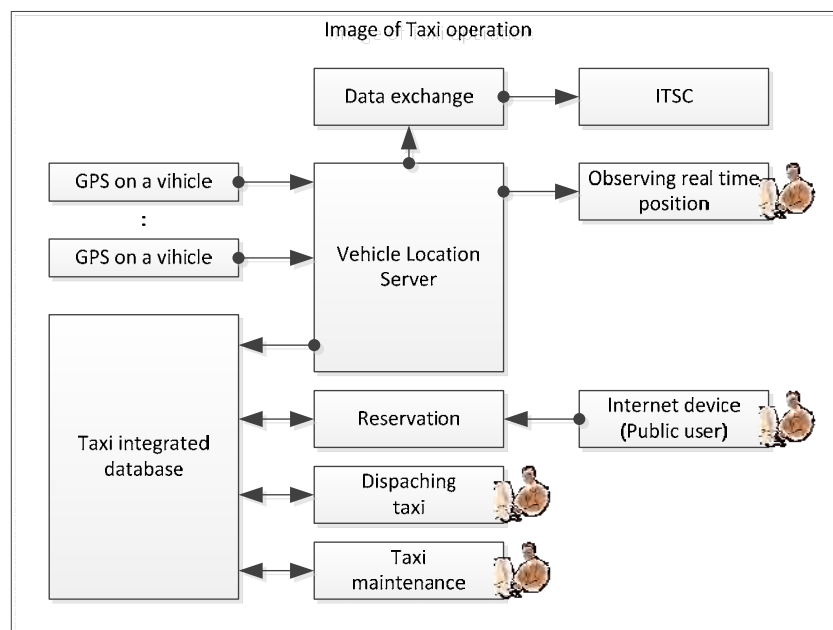 Image of Taxi operation
Data exchange
ITSC
GPS on a vihicle
:
GPS on a vihicle
Vehicle Location
Server
Observing real time
position
Taxi integrated
database
Reservation
Internet device
(Public user)
Dispaching
taxi
Taxi
maintenance